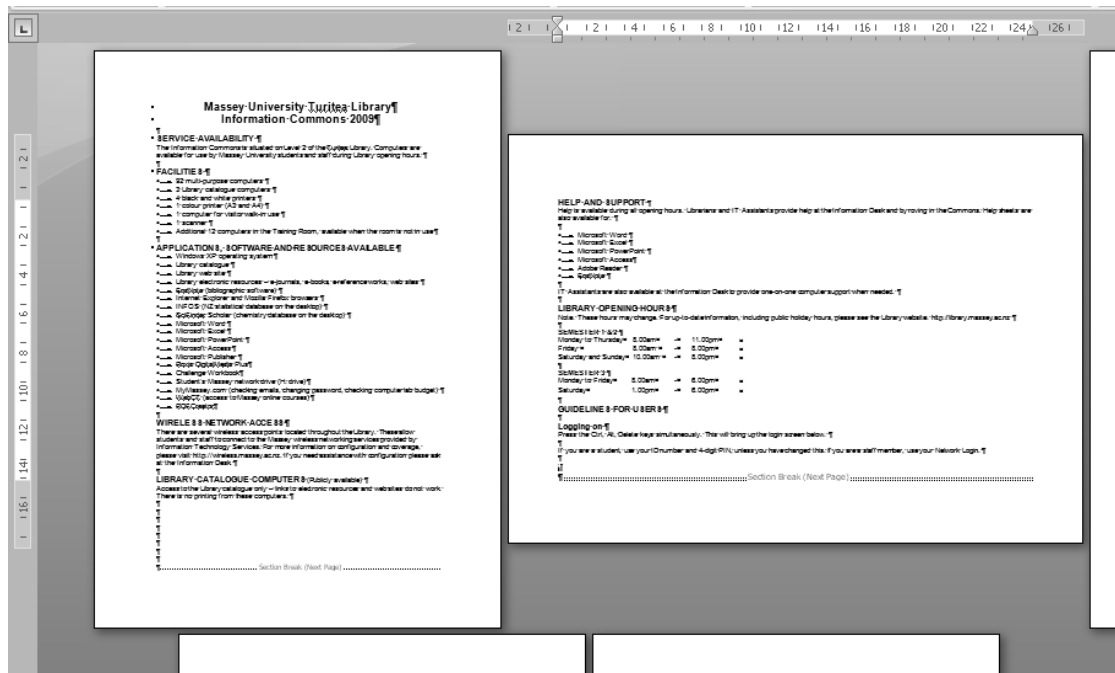 Massey University Turitea Library
Information Commons 2009
SERVICE AVAILABILITY
The Information Commons is situated on Level 2 of the Turitea Library. Computers are
available for use by Massey University students and staff during Library opening hours.
FACILITIES
92 multi-purpose computers
3 Library catalogue computers
4 black and white printers
1 colour printer (A3 and A4)
1 computer for visitor walk-in use
1 scanner
Additional 12 computers in the Training Room, available when the room is not in use
APPLICATIONS, SOFTWARE AND RESOURCES AVAILABLE
Windows XP operating system
Library catalogue
Library web site
Library electronic resources – e-journals, e-books, e-reference works, web sites
EndNote (bibliographic software)
Internet Explorer and Mozilla Firefox browsers
INFOS (NZ statistical database on the desktop)
SciFinder Scholar (chemistry database on the desktop)
Microsoft Word
Microsoft Excel
Microsoft PowerPoint
Microsoft Access
Microsoft Publisher
Plus
Challenge Workbook
Student's Massey network drive (H: drive)
MyMassey.com (checking emails, changing password, checking computer lab budget)
WebCT (access to Massey online courses)
WIRELESS NETWORK ACCESS
There are several wireless access points located throughout the Library. These allow
students and staff to connect to the Massey wireless networking services provided by
Information Technology Services. For more information on configuration and coverage,
please visit http://wireless.massey.ac.nz. If you need assistance with configuration please ask
at the Information Desk.
LIBRARY CATALOGUE COMPUTERS (Publicly available)
Access to the Library catalogue only – links to electronic resources and websites do not work.
There is no printing from these computers.
Section Break (Next Page)
HELP AND SUPPORT
Help is available during all opening hours. Librarians and IT Assistants provide help at the Information Desk and by roving in the Commons. Help sheets are
also available for:
Microsoft Word
Microsoft Excel
Microsoft PowerPoint
Microsoft Access
Adobe Reader
EndNote
IT Assistants are also available at the Information Desk to provide one-on-one computer support when needed.
LIBRARY OPENING HOURS
Note: These hours may change. For up-to-date information, including public holiday hours, please see the Library website: http://library.massey.ac.nz
SEMESTER 1 & 2
Monday to Thursday 8.00am - 11.00pm
Friday 8.00am - 8.00pm
Saturday and Sunday 10.00am - 8.00pm
SEMESTER 3
Monday to Friday 8.00am - 6.00pm
Saturday 1.00pm - 6.00pm
GUIDELINES FOR USERS
Logging on
Press the Ctrl, Alt, Delete keys simultaneously. This will bring up the login screen below.
If you are a student, use your ID number and 4-digit PIN, unless you have changed this. If you are a staff member, use your Network Login.
Section Break (Next Page)